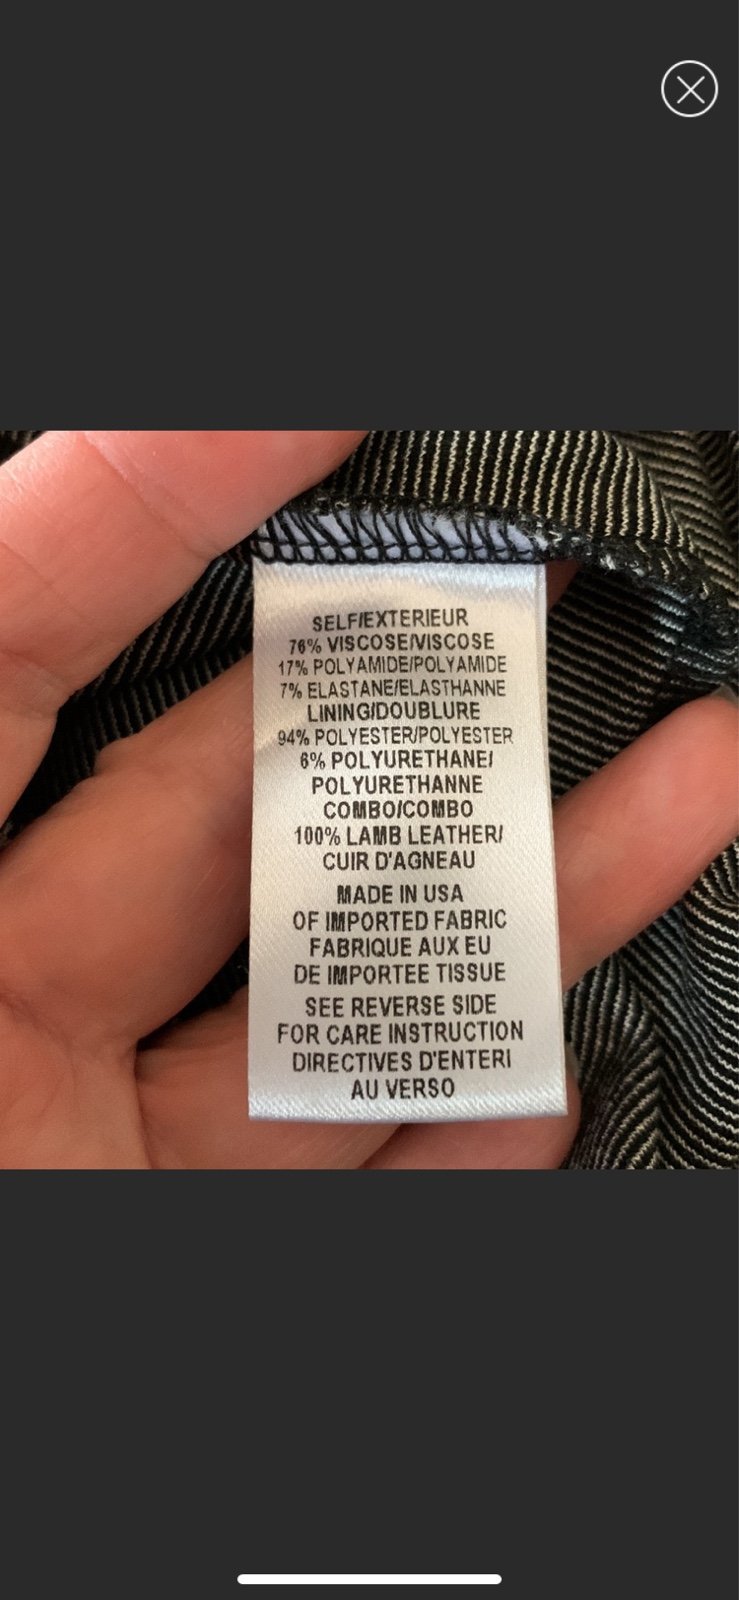 SELF/EXTERIEUR
76% VISCOSE/VISCOSE
17% POLYAMIDE/POLYAMIDE
7% ELASTANE/ELASTHANNE
LINING/DOUBLURE
94% POLYESTER/POLYESTER
6% POLYURETHANE/
POLYURETHANNE
COMBO/COMBO
100% LAMB LEATHER/
CUIR D'AGNEAU
MADE IN USA
OF IMPORTED FABRIC
FABRIQUE AUX EU
DE IMPORTEE TISSUE
SEE REVERSE SIDE
FOR CARE INSTRUCTION
DIRECTIVES D'ENTERI
AU VERSO